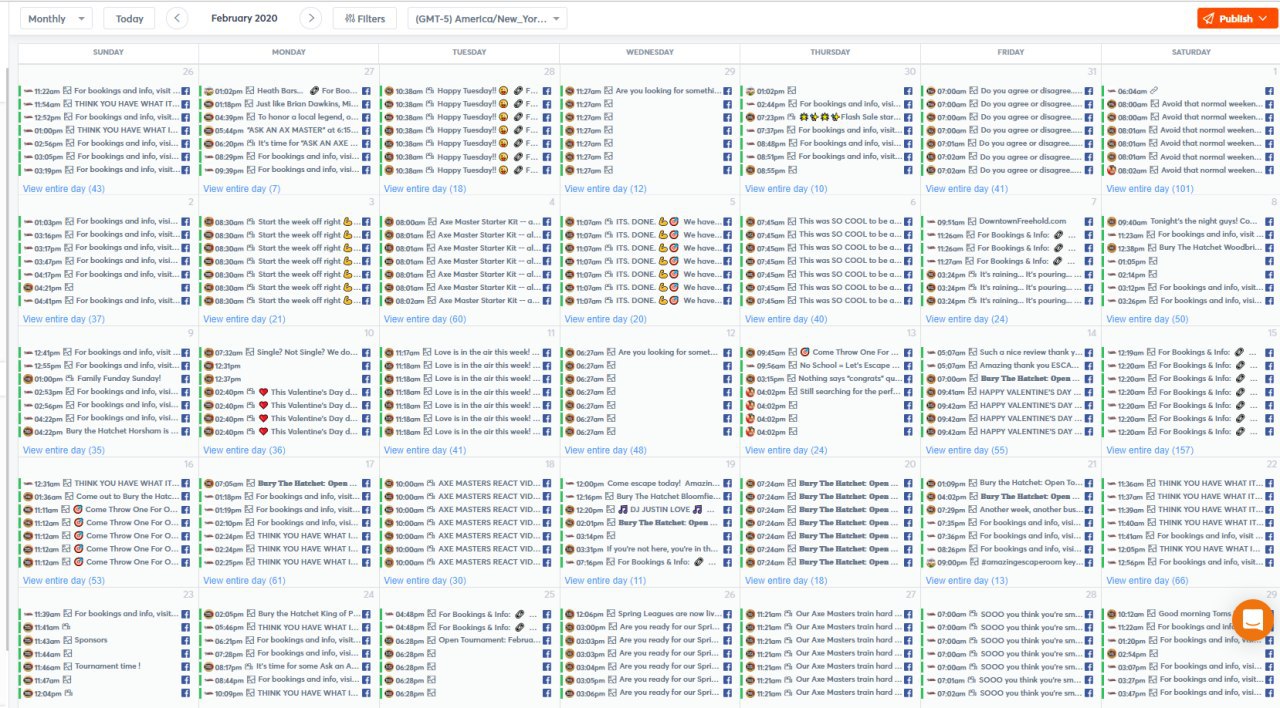 Monthly
Today
February 2020
Filters
(GMT-5) America/New_Yor...
Publish
SUNDAY
MONDAY
TUESDAY
WEDNESDAY
THURSDAY
FRIDAY
SATURDAY
26
11:22am For bookings and info, visit ...
11:54am THINK YOU HAVE WHAT IT...
12:52pm For bookings and info, visit...
01:00pm THINK YOU HAVE WHAT I...
02:56pm For bookings and info, visi...
03:05pm For bookings and info, visi...
03:19pm For bookings and info, visi...
View entire day (43)
27
01:02pm Heath Bars... 🎟 For Boo...
01:18pm Just like Brian Dawkins, Mi...
04:39pm To honor a local legend, o...
05:44pm "ASK AN AX MASTER" at 6:15...
06:20pm It's time for "ASK AN AXE ...
08:29pm For bookings and info, visi...
09:39pm For bookings and info, visi...
View entire day (7)
28
10:38am Happy Tuesday!! 😀 🎟 F...
10:38am Happy Tuesday!! 😀 🎟 F...
10:38am Happy Tuesday!! 😀 🎟 F...
10:38am Happy Tuesday!! 😀 🎟 F...
10:38am Happy Tuesday!! 😀 🎟 F...
10:38am Happy Tuesday!! 😀 🎟 F...
10:38am Happy Tuesday!! 😀 🎟 F...
View entire day (18)
29
11:27am Are you looking for somethi...
11:27am
11:27am
11:27am
11:27am
11:27am
11:27am
View entire day (12)
30
01:02pm
02:44pm For bookings and info, visi...
07:23pm Flash Sale star...
07:37pm For bookings and info, visi...
08:48pm For bookings and info, visi...
08:51pm For bookings and info, visi...
08:55pm
View entire day (10)
31
07:00am Do you agree or disagree.....
07:00am Do you agree or disagree.....
07:01am Do you agree or disagree.....
07:01am Do you agree or disagree.....
07:01am Do you agree or disagree.....
07:02am Do you agree or disagree.....
07:02am Do you agree or disagree.....
View entire day (41)
1
06:04am
08:00am Avoid that normal weeken...
08:00am Avoid that normal weeken...
08:01am Avoid that normal weeken...
08:01am Avoid that normal weeken...
08:01am Avoid that normal weeken...
08:02am Avoid that normal weeken...
View entire day (101)
2
01:03pm For bookings and info, visi...
03:16pm For bookings and info, visi...
03:17pm For bookings and info, visi...
03:47pm For bookings and info, visi...
04:17pm For bookings and info, visi...
04:21pm
04:41pm For bookings and info, visi...
View entire day (37)
3
08:30am Start the week off right 💪...
08:30am Start the week off right 💪...
08:30am Start the week off right 💪...
08:30am Start the week off right 💪...
08:30am Start the week off right 💪...
08:30am Start the week off right 💪...
08:30am Start the week off right 💪...
View entire day (21)
4
08:00am Axe Master Starter Kit — a...
08:01am Axe Master Starter Kit — al...
08:01am Axe Master Starter Kit — al...
08:01am Axe Master Starter Kit — al...
08:01am Axe Master Starter Kit — al...
08:01am Axe Master Starter Kit — al...
08:02am Axe Master Starter Kit — al...
View entire day (60)
5
11:07am ITS. DONE. 💪🎯 We have...
11:07am ITS. DONE. 💪🎯 We have...
11:07am ITS. DONE. 💪🎯 We have...
11:07am ITS. DONE. 💪🎯 We have...
11:07am ITS. DONE. 💪🎯 We have...
11:07am ITS. DONE. 💪🎯 We have...
11:07am ITS. DONE. 💪🎯 We have...
View entire day (20)
6
07:45am This was SO COOL to be a...
07:45am This was SO COOL to be a...
07:45am This was SO COOL to be a...
07:45am This was SO COOL to be a...
07:45am This was SO COOL to be a...
07:45am This was SO COOL to be a...
07:45am This was SO COOL to be a...
View entire day (40)
7
09:51am DowntownFreehold.com
11:26am For Bookings & Info: 🎟 ...
11:26am For Bookings & Info: 🎟 ...
11:27am For Bookings & Info: 🎟 ...
03:24pm It's raining... It's pouring...
03:24pm It's raining... It's pouring...
03:24pm It's raining... It's pouring...
View entire day (24)
8
09:40am Tonight's the night guys! Co...
11:23am For bookings and info, visit ...
12:38pm Bury The Hatchet Woodbri...
01:05pm
02:14pm
03:12pm For bookings and info, visi...
03:26pm For bookings and info, visi...
View entire day (50)
9
12:41pm For bookings and info, visit ...
12:55pm For bookings and info, visit...
01:00pm Family Funday Sunday!
02:53pm For bookings and info, visi...
02:56pm For bookings and info, visi...
04:22pm For bookings and info, visi...
04:22pm Bury the Hatchet Horsham is ...
View entire day (35)
10
07:32am Single? Not Single? We do...
12:31pm
12:37pm
02:40pm ❤ This Valentine's Day d...
02:40pm ❤ This Valentine's Day d...
02:40pm ❤ This Valentine's Day d...
02:40pm ❤ This Valentine's Day d...
View entire day (36)
11
11:17am Love is in the air this week! ...
11:18am Love is in the air this week! ...
11:18am Love is in the air this week! ...
11:18am Love is in the air this week! ...
11:18am Love is in the air this week! ...
11:18am Love is in the air this week! ...
11:18am Love is in the air this week! ...
View entire day (41)
12
06:27am Are you looking for somet...
06:27am
06:27am
06:27am
06:27am
06:27am
06:27am
View entire day (48)
13
09:45am 🎯 Come Throw One For ...
09:56am No School = Let's Escape ...
03:15pm Nothing says "congrats" qu...
04:02pm Still searching for the perf...
04:02pm
04:02pm
04:02pm
View entire day (24)
14
05:07am Such a nice review thank y...
05:07am Amazing thank you ESCA...
07:00am Bury The Hatchet: Open ...
09:41am HAPPY VALENTINE'S DAY ...
09:42am HAPPY VALENTINE'S DAY ...
09:42am HAPPY VALENTINE'S DAY ...
09:42am HAPPY VALENTINE'S DAY ...
View entire day (55)
15
12:19am For Bookings & Info: 🎟 ...
12:20am For Bookings & Info: 🎟 ...
12:20am For Bookings & Info: 🎟 ...
12:20am For Bookings & Info: 🎟 ...
12:20am For Bookings & Info: 🎟 ...
12:20am For Bookings & Info: 🎟 ...
12:20am For Bookings & Info: 🎟 ...
View entire day (157)
16
12:31am THINK YOU HAVE WHAT IT...
01:36am Come out to Bury the Hatc...
11:11am 🎯 Come Throw One For O...
11:12am 🎯 Come Throw One For O...
11:12am 🎯 Come Throw One For O...
11:12am 🎯 Come Throw One For O...
11:12am 🎯 Come Throw One For O...
View entire day (53)
17
07:05am Bury The Hatchet: Open ...
01:18pm For bookings and info, visit...
01:19pm For bookings and info, visit...
02:10pm For bookings and info, visi...
02:24pm THINK YOU HAVE WHAT I...
02:24pm THINK YOU HAVE WHAT I...
02:25pm THINK YOU HAVE WHAT I...
View entire day (61)
18
10:00am AXE MASTERS REACT VID...
10:00am AXE MASTERS REACT VID...
10:00am AXE MASTERS REACT VID...
10:00am AXE MASTERS REACT VID...
10:00am AXE MASTERS REACT VID...
10:00am AXE MASTERS REACT VID...
10:00am AXE MASTERS REACT VID...
View entire day (30)
19
12:00pm Come escape today! Amazin...
12:16pm Bury The Hatchet Bloomfie...
12:20pm 🎵 DJ JUSTIN LOVE 🎵 ...
02:01pm Bury The Hatchet: Open ...
03:14pm
03:31pm If you're not here, you're in th...
07:16pm For Bookings & Info: 🎟 ...
View entire day (11)
20
07:24am Bury The Hatchet: Open ...
07:24am Bury The Hatchet: Open ...
07:24am Bury The Hatchet: Open ...
07:24am Bury The Hatchet: Open ...
07:24am Bury The Hatchet: Open ...
07:24am Bury The Hatchet: Open ...
07:24am Bury The Hatchet: Open ...
View entire day (18)
21
01:09pm Bury the Hatchet: Open To...
04:02pm Bury The Hatchet: Open ...
07:29pm Another week, another bus...
07:35pm For bookings and info, visi...
07:36pm For bookings and info, visi...
08:26pm For bookings and info, visi...
09:00pm #amazingescaperoom key...
View entire day (13)
22
11:36am THINK YOU HAVE WHAT IT...
11:37am THINK YOU HAVE WHAT IT...
11:39am THINK YOU HAVE WHAT IT...
11:40am THINK YOU HAVE WHAT IT...
11:41am For bookings and info, visit ...
12:05pm THINK YOU HAVE WHAT IT...
12:56pm For bookings and info, visi...
View entire day (66)
23
11:39am For bookings and info, visit ...
11:41am
11:43am Sponsors
11:44am
11:46am Tournament time !
11:47am
12:04pm
24
02:05pm Bury the Hatchet King of P...
05:46pm THINK YOU HAVE WHAT I...
06:21pm For bookings and info, visit...
07:28pm For bookings and info, visi...
08:17pm It's time for some Ask an A...
08:44pm For bookings and info, visi...
10:09pm THINK YOU HAVE WHAT I...
25
04:48pm For Bookings & Info: 🎟 ...
04:48pm For Bookings & Info: 🎟 ...
06:28pm Open Tournament: Februa...
06:28pm
06:28pm
06:28pm
06:28pm
26
12:06pm Spring Leagues are now liv...
03:00pm Are you ready for our Spri...
03:03pm Are you ready for our Spri...
03:03pm Are you ready for our Spri...
03:04pm Are you ready for our Spri...
03:05pm Are you ready for our Spri...
03:06pm Are you ready for our Spri...
27
11:21am Our Axe Masters train hard ...
11:21am Our Axe Masters train hard ...
11:21am Our Axe Masters train hard ...
11:21am Our Axe Masters train hard ...
11:21am Our Axe Masters train hard ...
11:21am Our Axe Masters train hard ...
11:21am Our Axe Masters train hard ...
28
07:00am SOOO you think you're sm...
07:00am SOOO you think you're sm...
07:00am SOOO you think you're sm...
07:00am SOOO you think you're sm...
07:00am SOOO you think you're sm...
07:01am SOOO you think you're sm...
07:02am SOOO you think you're sm...
29
10:12am Good morning Toms
11:22am For bookings and info
01:20pm For bookings and info, visi...
02:54pm
03:07pm For bookings and info, visi...
03:27pm For bookings and info, visi...
03:47pm For bookings and info, visi...